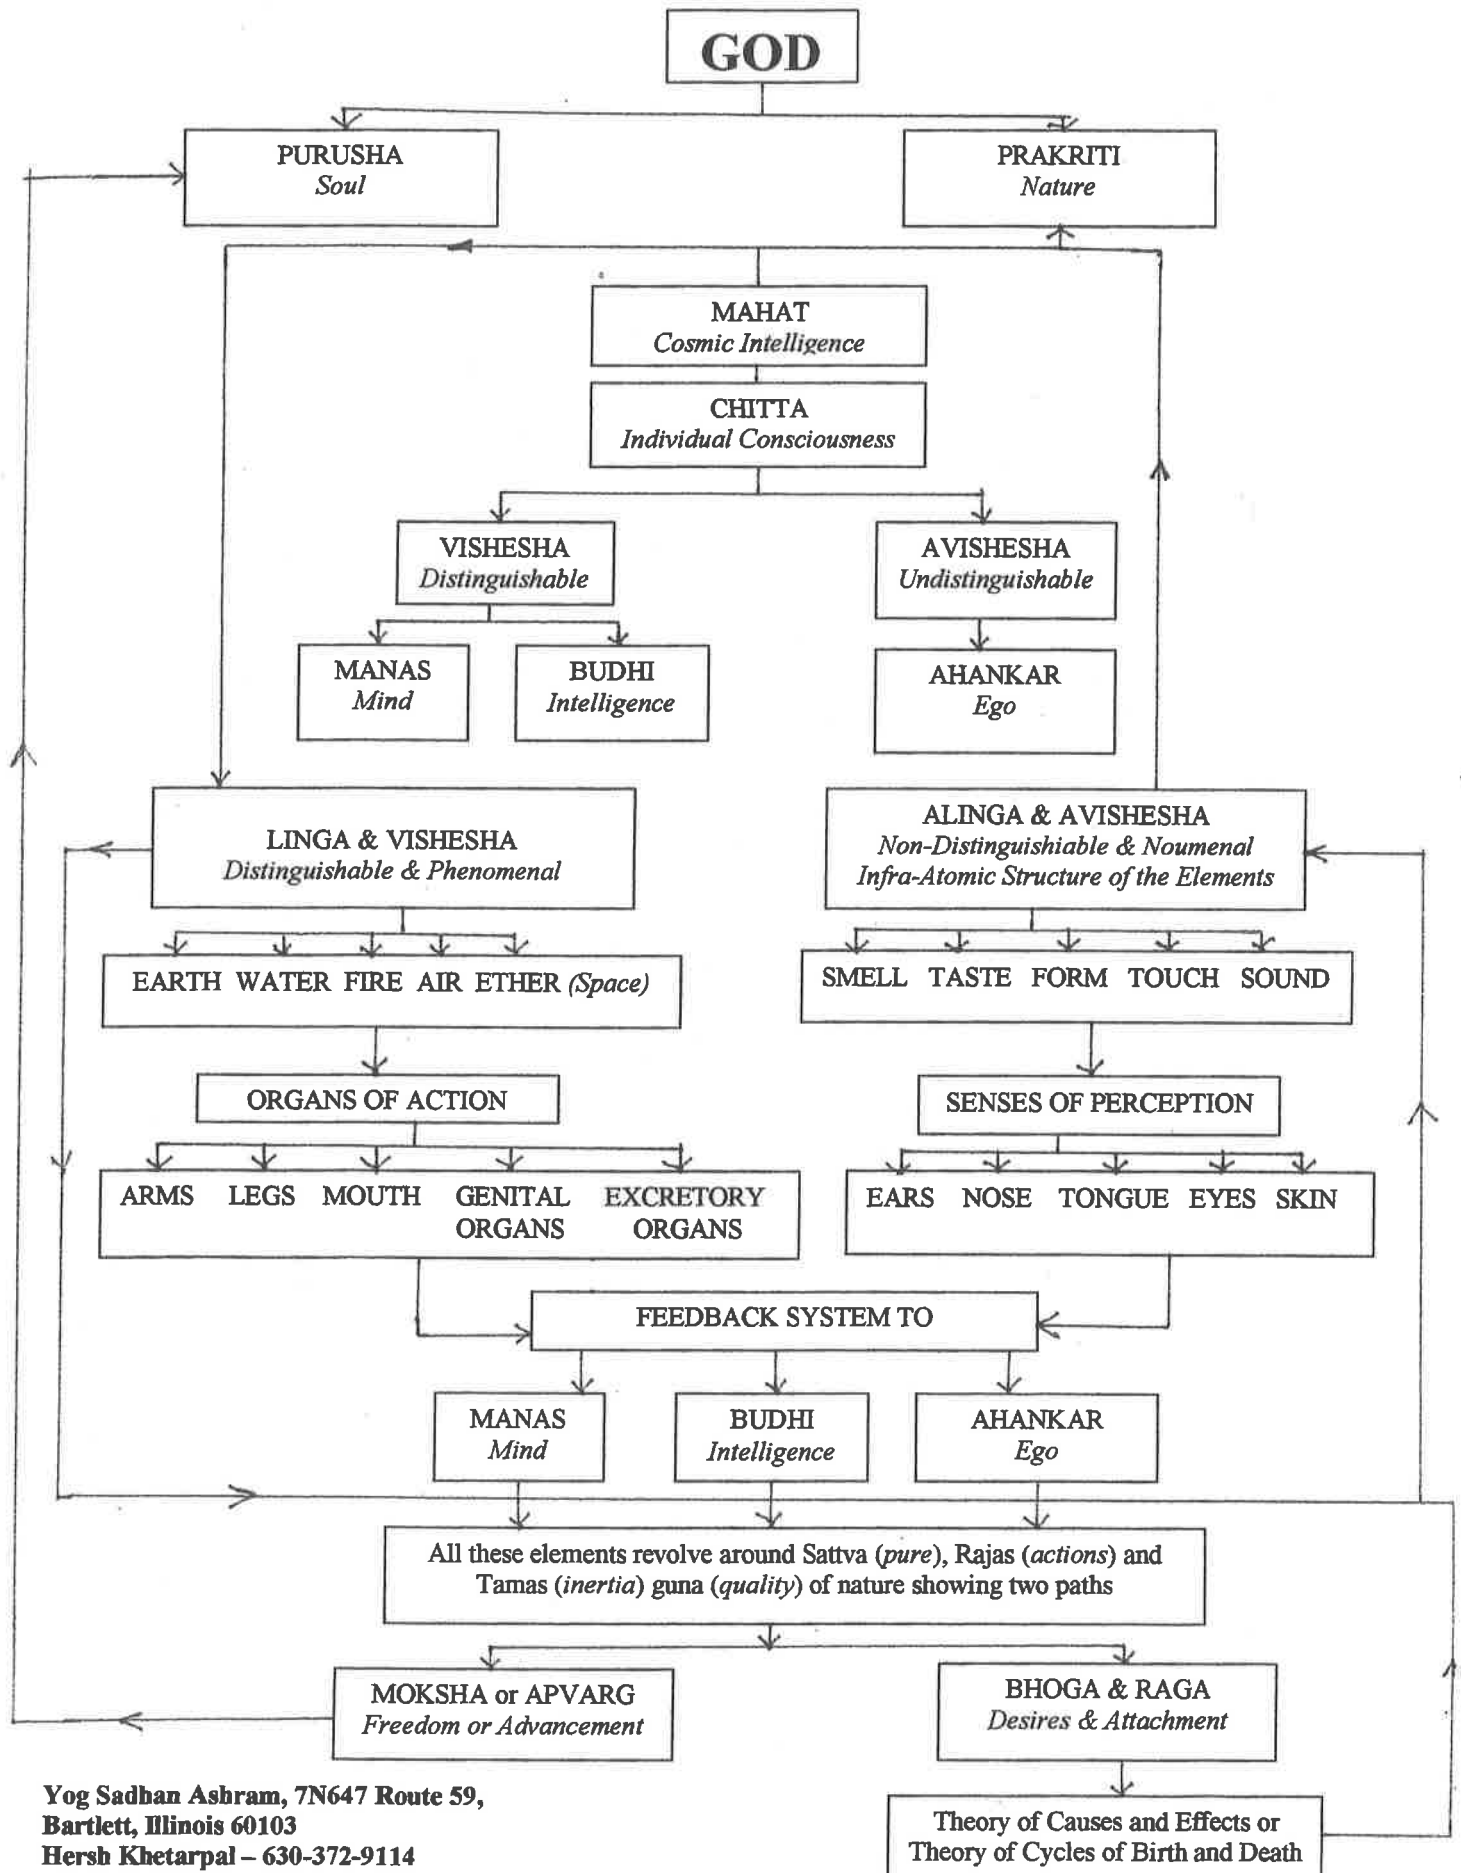 GOD
PURUSHA
Soul
PRAKRITI
Nature
MAHAT
Cosmic Intelligence
CHITTA
Individual Consciousness
VISHESHA
Distinguishable
AVISHESHA
Undistinguishable
MANAS
Mind
BUDHI
Intelligence
AHANKAR
Ego
LINGA & VISHESHA
Distinguishable & Phenomenal
ALINGA & AVISHESHA
Non-Distinguishiable & Noumenal
Infra-Atomic Structure of the Elements
EARTH WATER FIRE AIR ETHER (Space)
SMELL TASTE FORM TOUCH SOUND
ORGANS OF ACTION
SENSES OF PERCEPTION
ARMS LEGS MOUTH GENITAL EXCRETORY
ORGANS ORGANS
EARS NOSE TONGUE EYES SKIN
FEEDBACK SYSTEM TO
MANAS
Mind
BUDHI
Intelligence
AHANKAR
Ego
All these elements revolve around Sattva (pure), Rajas (actions) and
Tamas (inertia) guna (quality) of nature showing two paths
MOKSHA or APVARG
Freedom or Advancement
BHOGA & RAGA
Desires & Attachment
Theory of Causes and Effects or
Theory of Cycles of Birth and Death
Yog Sadhan Ashram, 7N647 Route 59,
Bartlett, Illinois 60103
Hersh Khetarpal – 630-372-9114